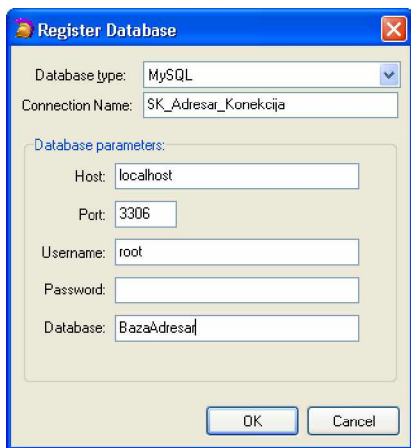 Register Database
Database type: MySQL
Connection Name: SK_Adresar_Konekcija
Database parameters:
Host: localhost
Port: 3306
Username: root
Password:
Database: BazaAdresar
OK Cancel